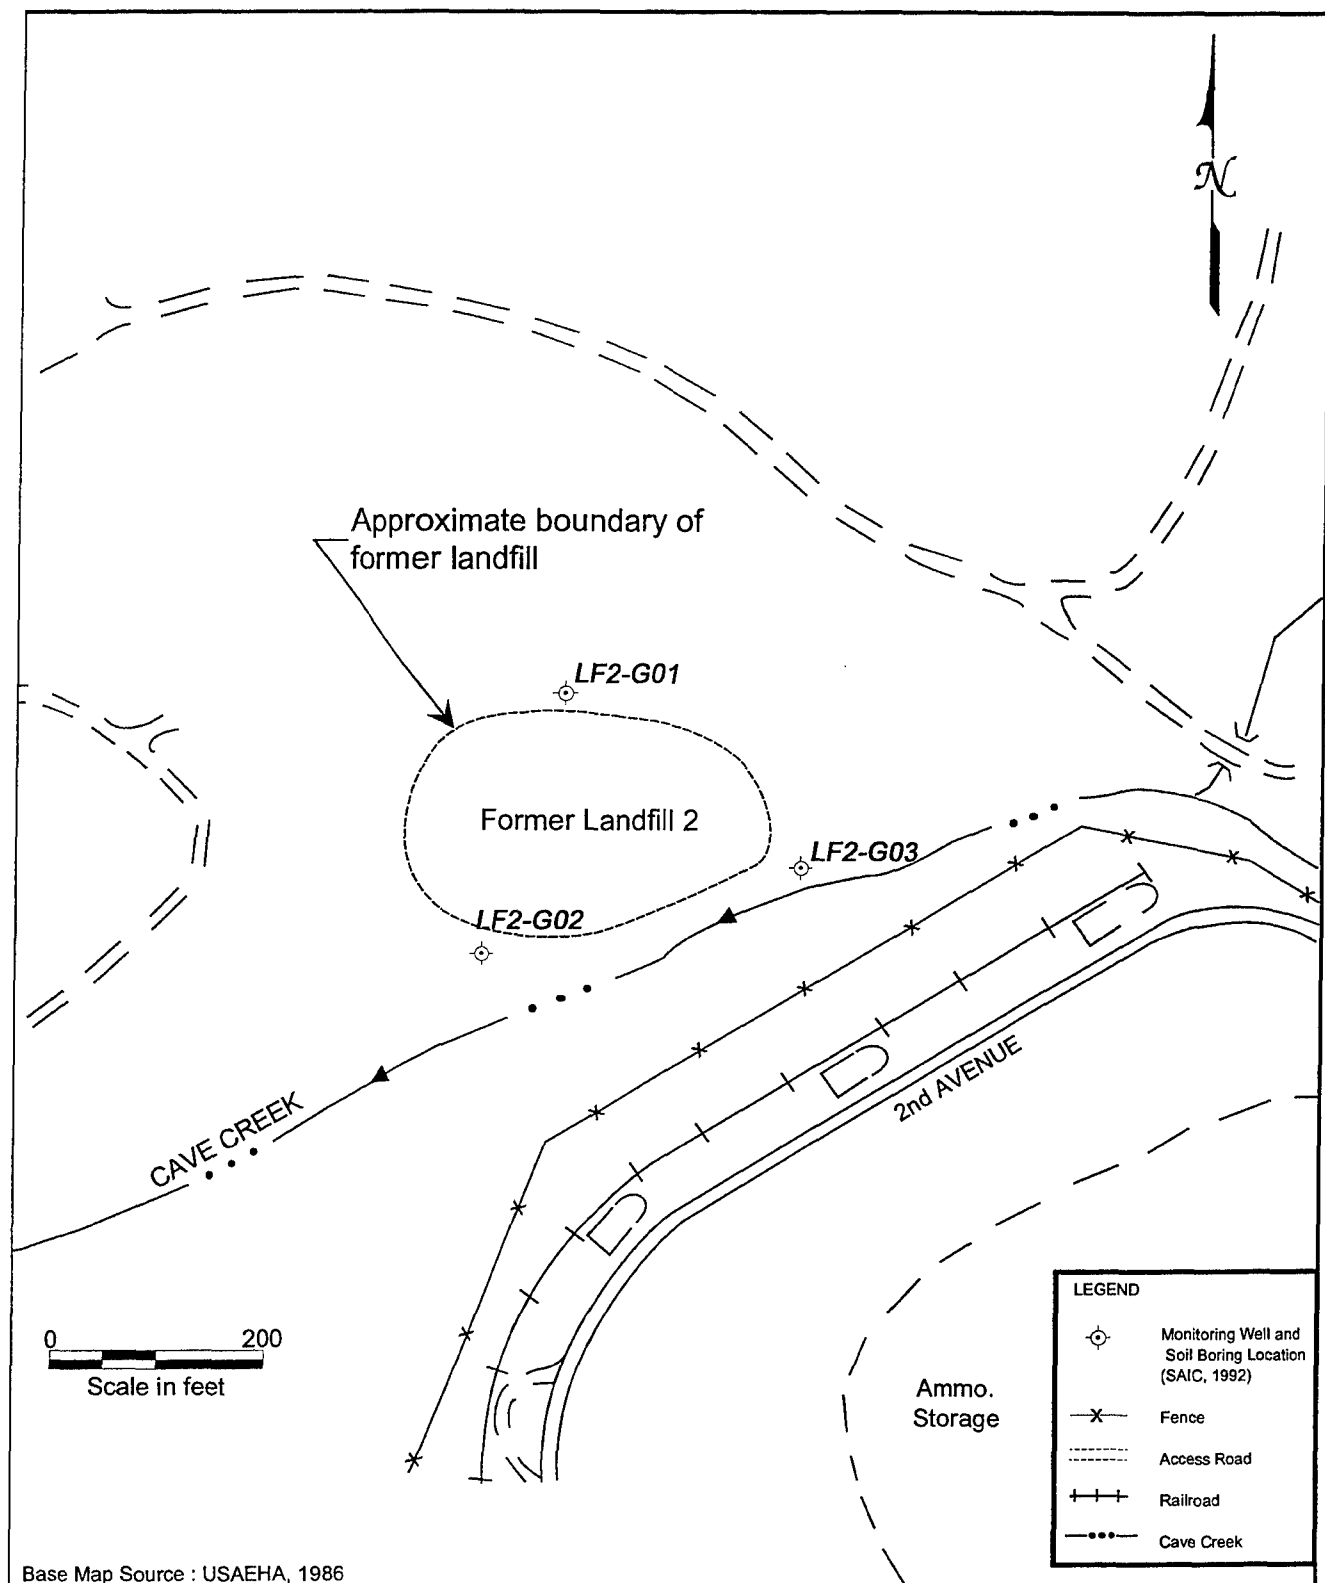 N
Approximate boundary of
former landfill
LF2-G01
Former Landfill 2
LF2-G03
LF2-G02
CAVE CREEK
2nd AVENUE
0 200
Scale in feet
Ammo.
Storage
LEGEND
Monitoring Well and
Soil Boring Location
(SAIC, 1992)
Fence
Access Road
Railroad
Cave Creek
Base Map Source : USAEHA, 1986